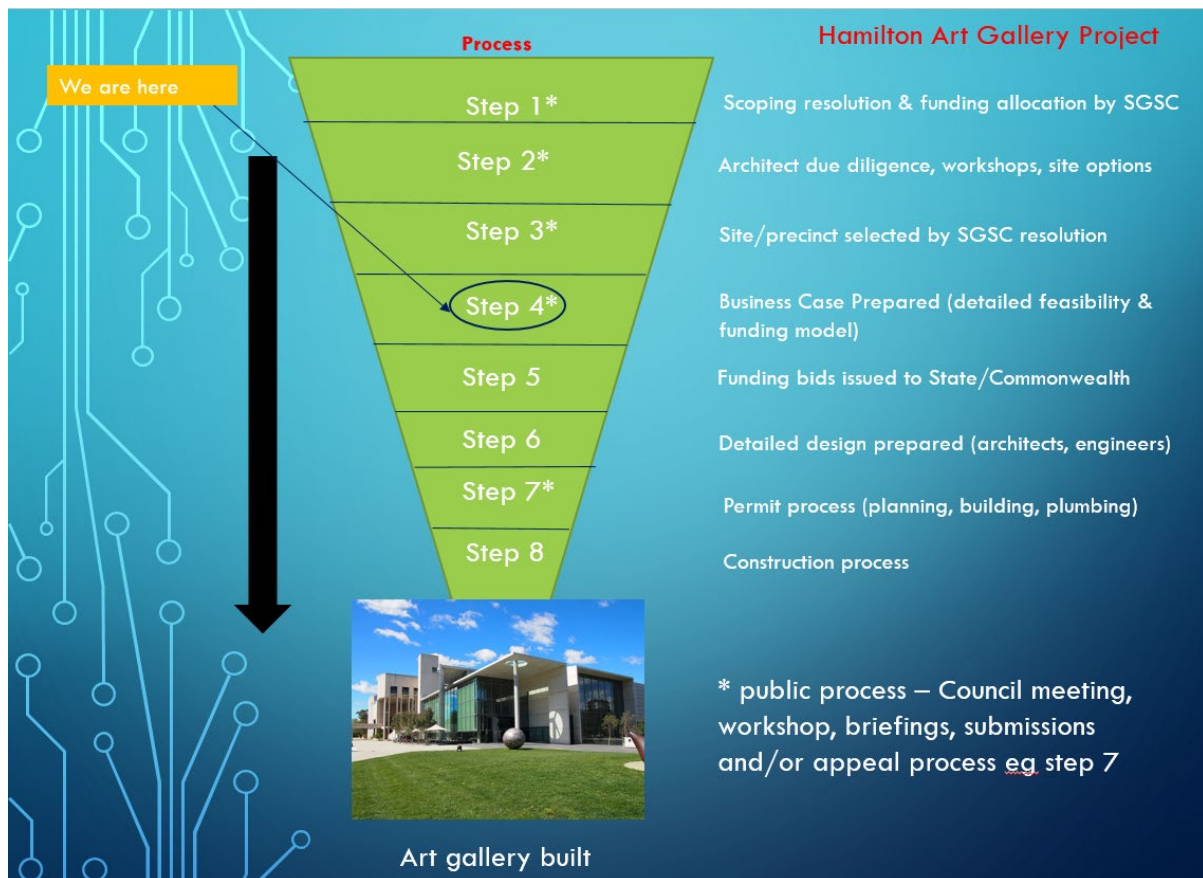 Process
Hamilton Art Gallery Project
We are here
Step 1*
Scoping resolution & funding allocation by SGSC
Step 2*
Architect due diligence, workshops, site options
Step 3*
Site/precinct selected by SGSC resolution
Step 4*
Business Case Prepared (detailed feasibility &
funding model)
Step 5
Funding bids issued to State/Commonwealth
Step 6
Detailed design prepared (architects, engineers)
Step 7*
Permit process (planning, building, plumbing)
Step 8
Construction process
* public process – Council meeting,
workshop, briefings, submissions
and/or appeal process eg step 7
Art gallery built